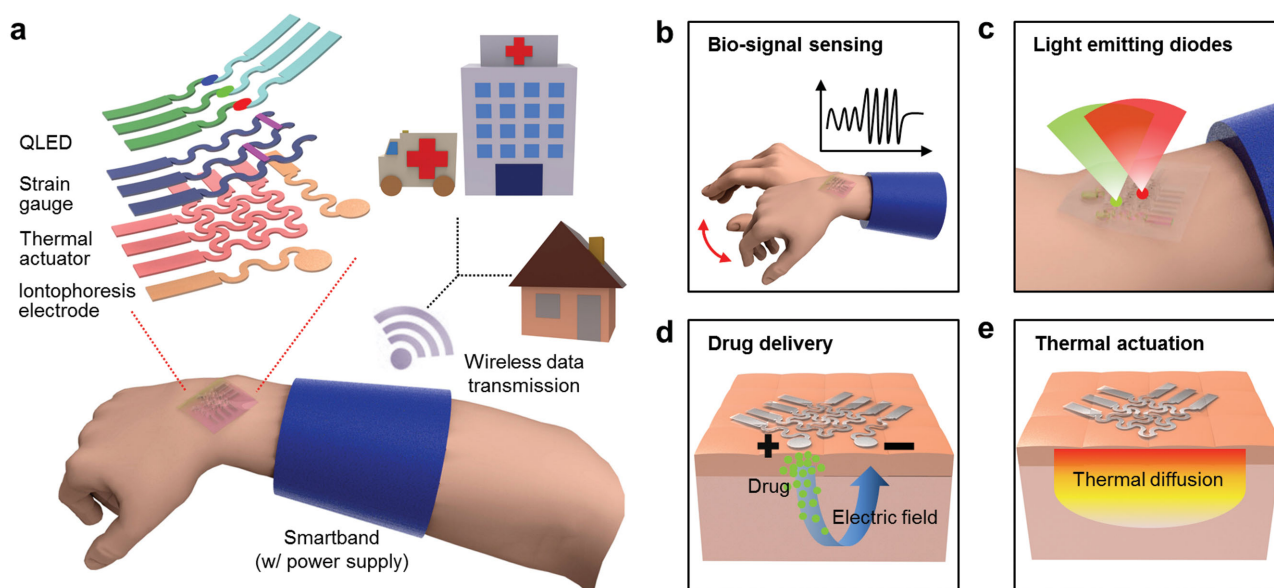 a
QLED
Strain
gauge
Thermal
actuator
Iontophoresis
electrode
Wireless data
transmission
Smartband
(w/ power supply)
b
Bio-signal sensing
c
Light emitting diodes
d
Drug delivery
+
−
Drug
Electric field
e
Thermal actuation
Thermal diffusion